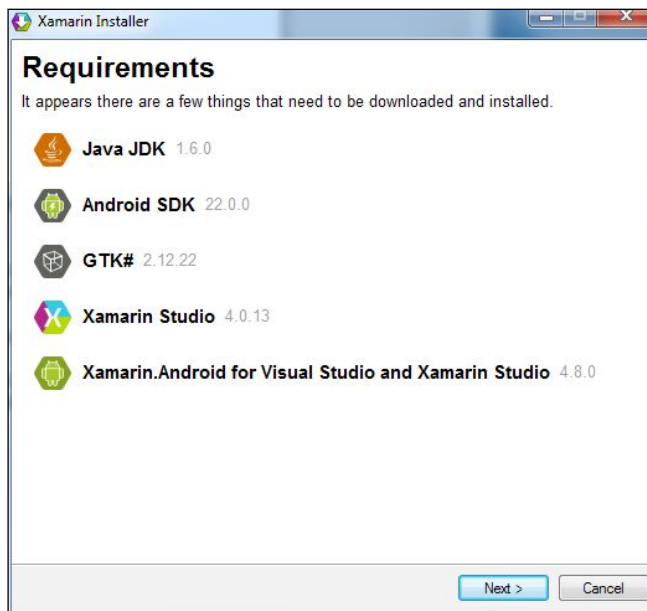 Xamarin Installer
Requirements
It appears there are a few things that need to be downloaded and installed.
Java JDK 1.6.0
Android SDK 22.0.0
GTK# 2.12.22
Xamarin Studio 4.0.13
Xamarin.Android for Visual Studio and Xamarin Studio 4.8.0
Next > Cancel